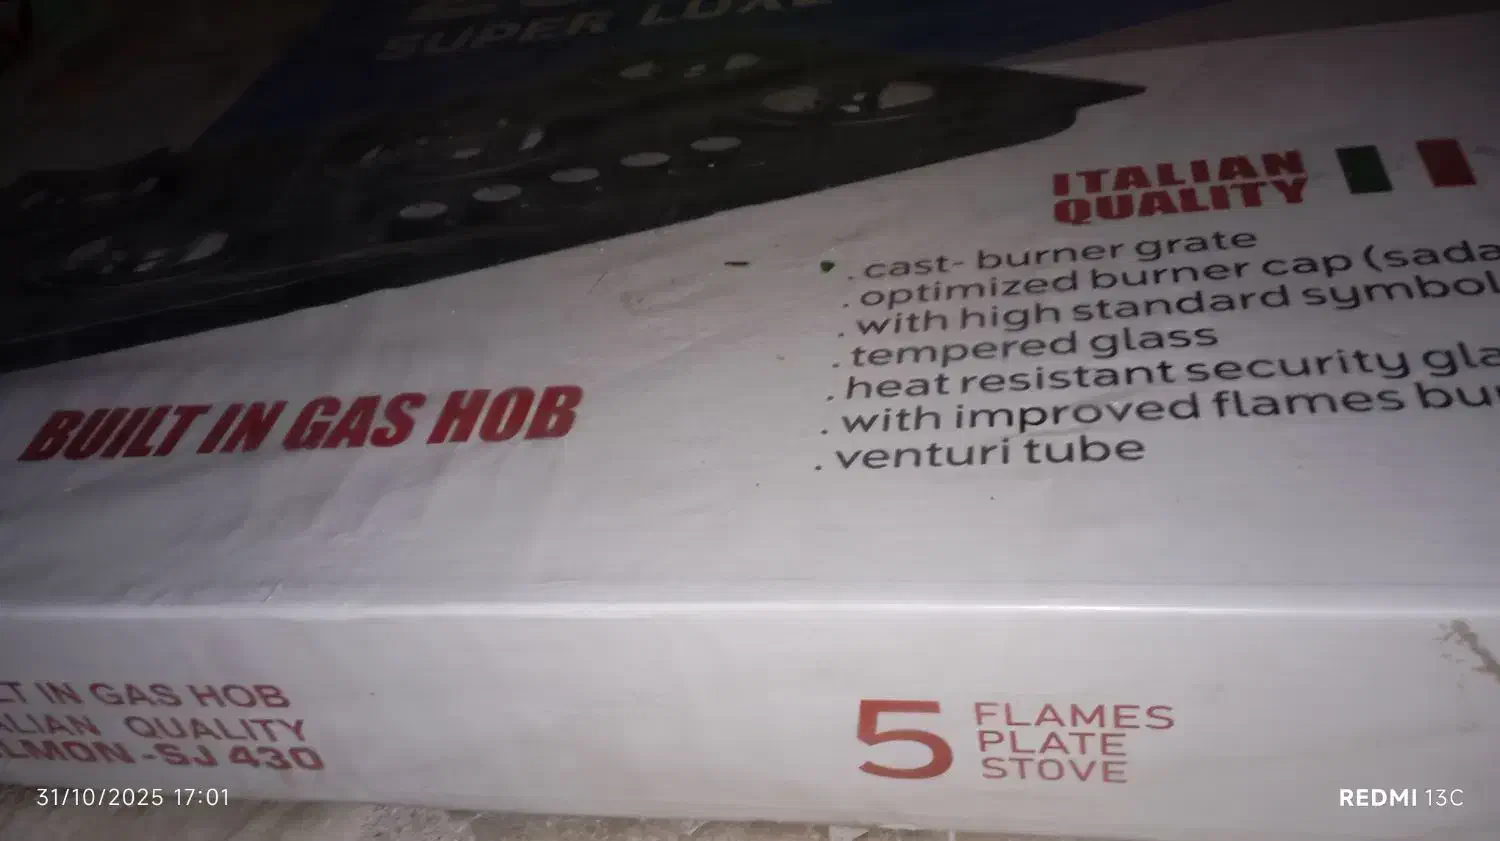 SUPER LUXE
ITALIAN
QUALITY
. cast- burner grate
. optimized burner cap (sada
. with high standard symbol
. tempered glass
. heat resistant security gla
. with improved flames bu
. venturi tube
BUILT IN GAS HOB
LT IN GAS HOB
ALIAN QUALITY
LMON-SJ 430
5 FLAMES
PLATE
STOVE
31/10/2025 17:01
REDMI 13C